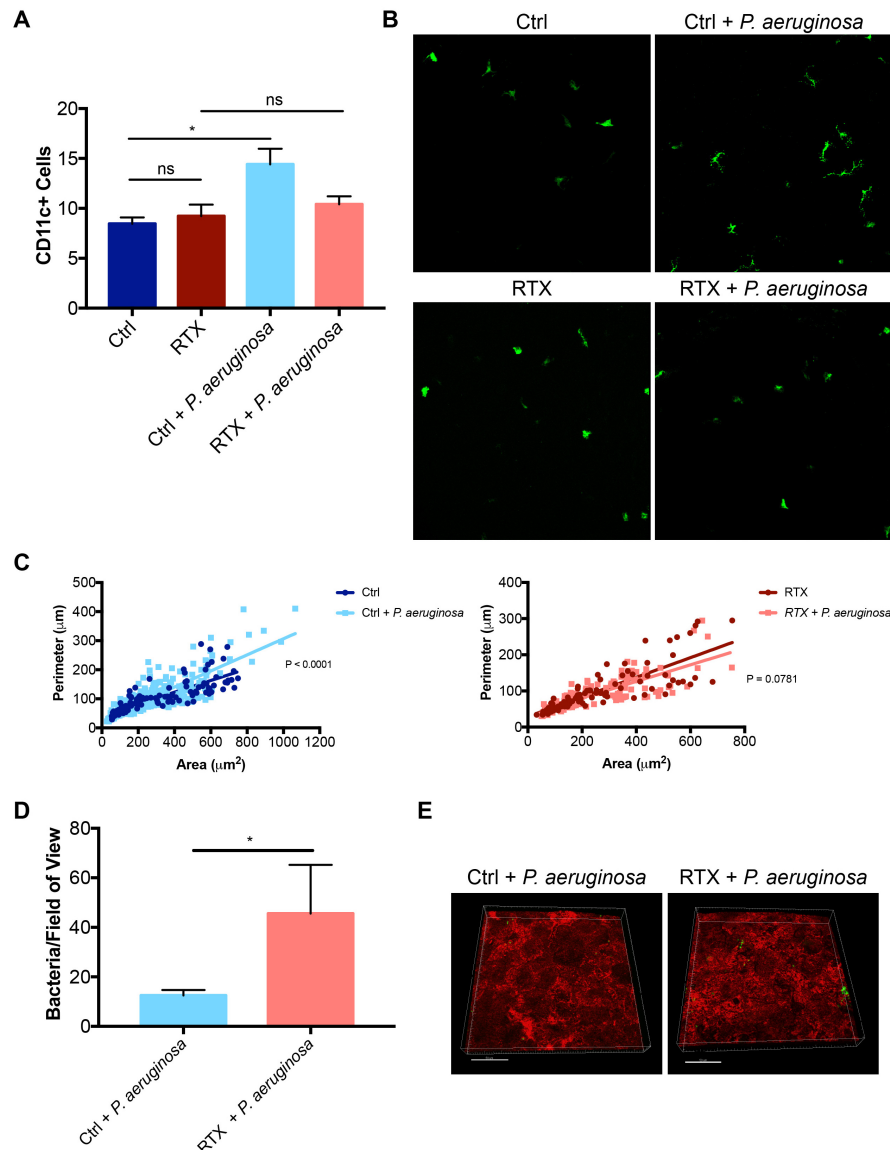 A
CD11c+ Cells
20
15
10
5
0
ns
*
ns
Ctrl
RTX
Ctrl + P. aeruginosa
RTX + P. aeruginosa
B
Ctrl
Ctrl + P. aeruginosa
RTX
RTX + P. aeruginosa
C
Perimeter (μm)
500
400
300
200
100
0
0 200 400 600 800 1000 1200
Area (μm²)
Ctrl
Ctrl + P. aeruginosa
P < 0.0001
Perimeter (μm)
400
300
200
100
0
0 200 400 600 800
Area (μm²)
RTX
RTX + P. aeruginosa
P = 0.0781
D
Bacteria/Field of View
80
60
40
20
0
*
Ctrl + P. aeruginosa
RTX + P. aeruginosa
E
Ctrl + P. aeruginosa
RTX + P. aeruginosa